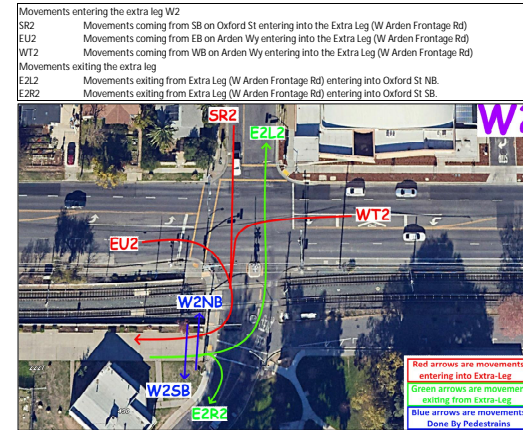 Movements entering the extra leg W2
SR2 Movements coming from SB on Oxford St entering into the Extra Leg (W Arden Frontage Rd)
EU2 Movements coming from EB on Arden Wy entering into the Extra Leg (W Arden Frontage Rd)
WT2 Movements coming from WB on Arden Wy entering into the Extra Leg (W Arden Frontage Rd)
Movements exiting the extra leg
E2L2 Movements exiting from Extra Leg (W Arden Frontage Rd) entering into Oxford St NB.
E2R2 Movements exiting from Extra Leg (W Arden Frontage Rd) entering into Oxford St SB.
SR2
E2L2
W2
WT2
EU2
W2NB
W2SB
E2R2
Red arrows are movements
entering into Extra-Leg
Green arrows are movemen
exiting from Extra-Leg
Blue arrows are movements
Done By Pedestrains